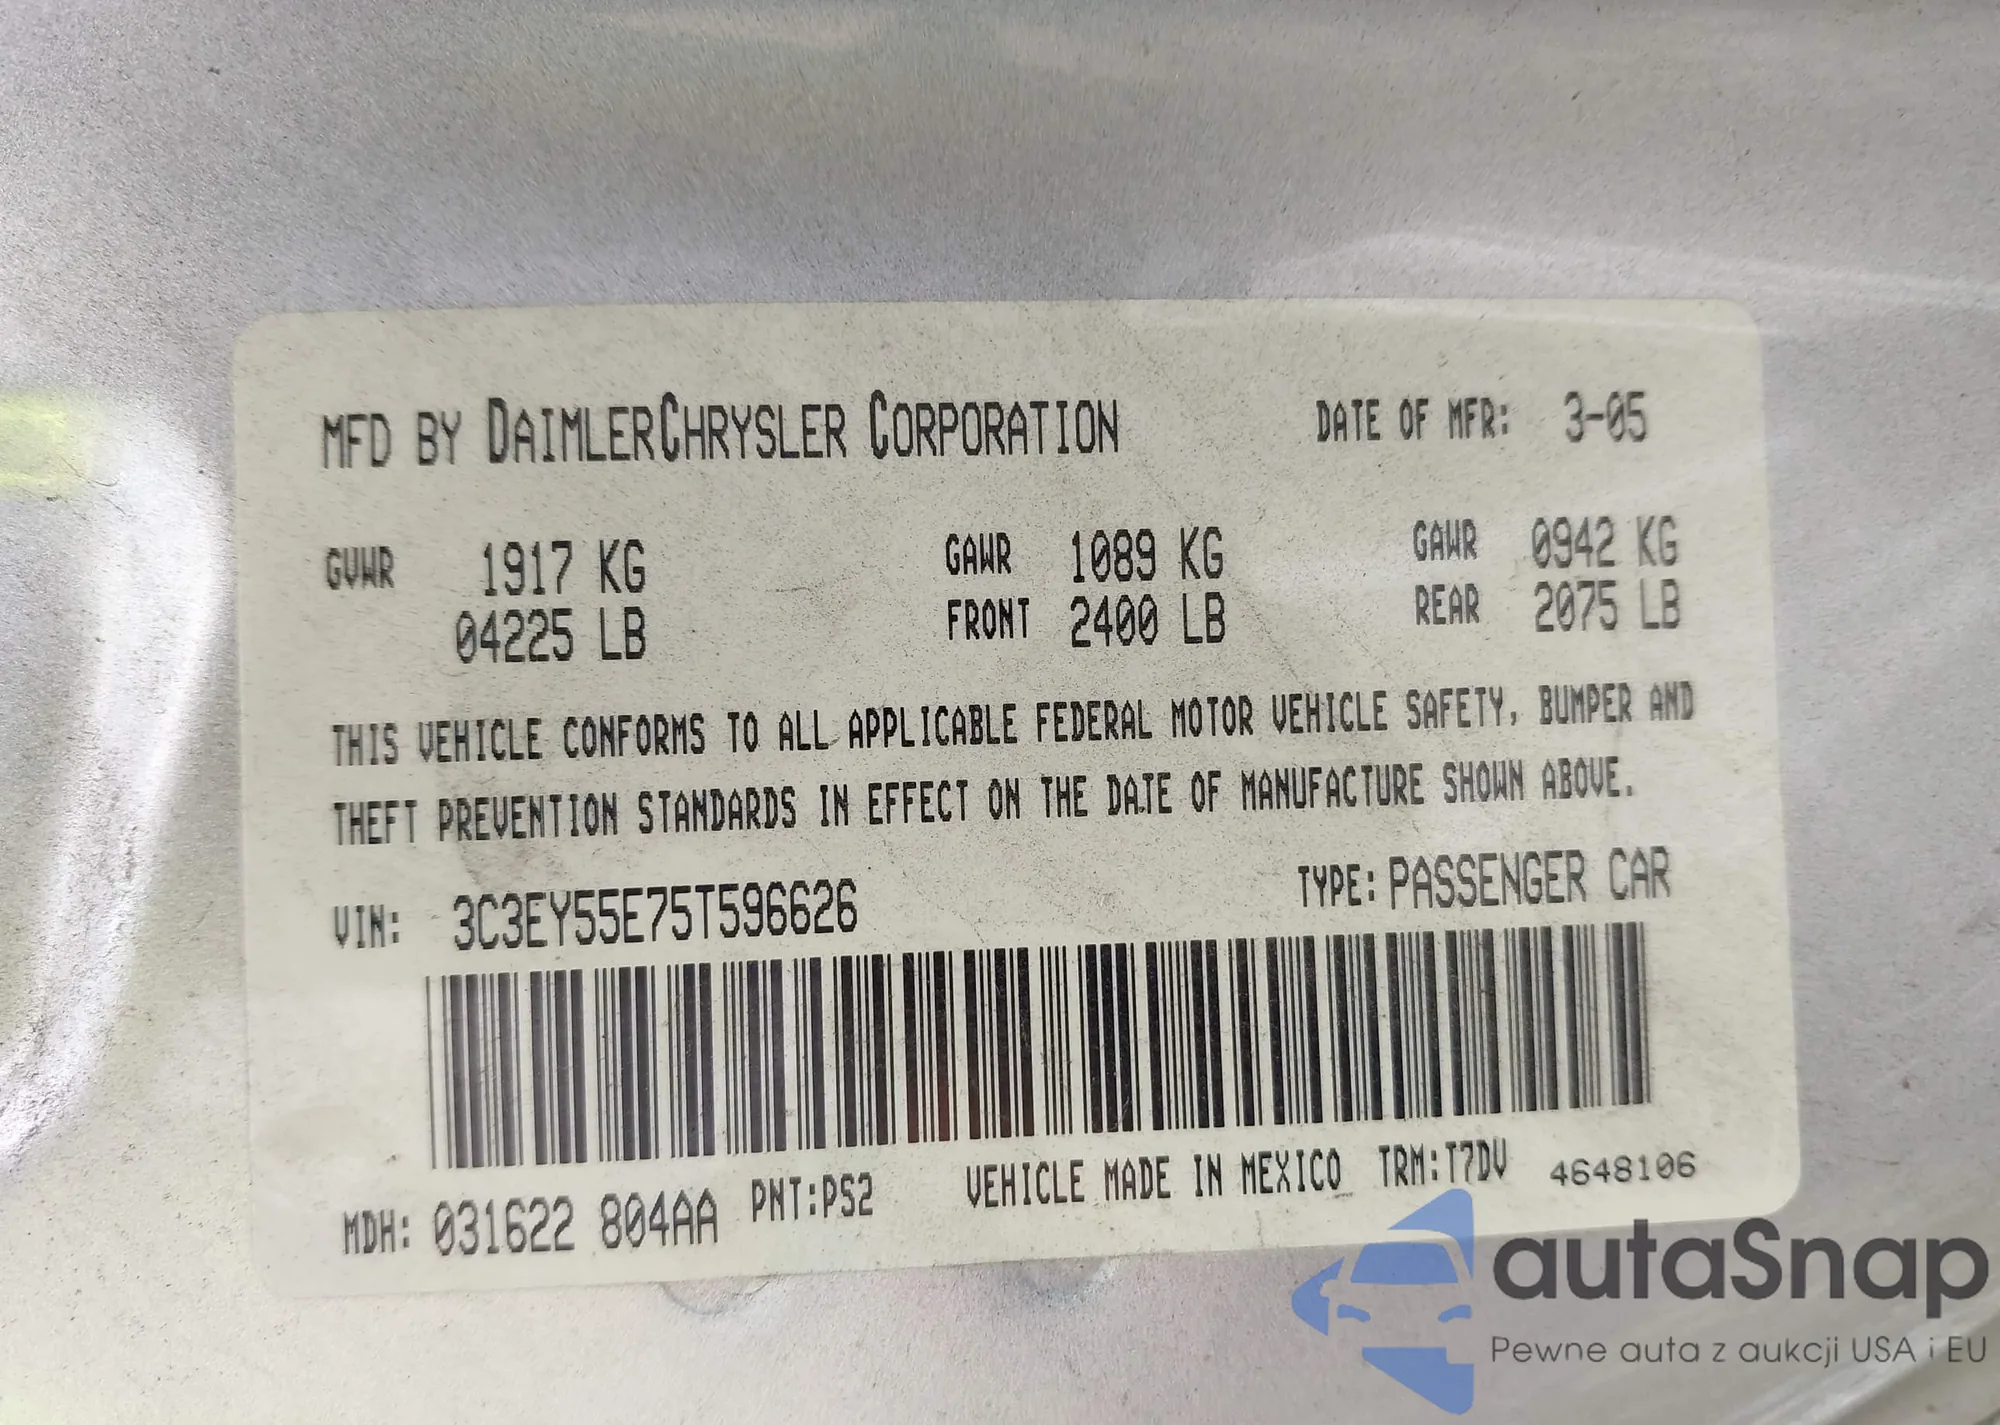 MFD BY DAIMLERCHRYSLER CORPORATION DATE OF MFR: 3-05
GVWR 1917 KG GAWR 1089 KG GAWR 0942 KG
04225 LB FRONT 2400 LB REAR 2075 LB
THIS VEHICLE CONFORMS TO ALL APPLICABLE FEDERAL MOTOR VEHICLE SAFETY, BUMPER AND
THEFT PREVENTION STANDARDS IN EFFECT ON THE DATE OF MANUFACTURE SHOWN ABOVE.
VIN: 3C3EY55E75T596626 TYPE: PASSENGER CAR
MDH: 031622 804AA PNT:PS2 VEHICLE MADE IN MEXICO TRM:T7DV 4648106
autaSnap
Pewne auta z aukcji USA i EU